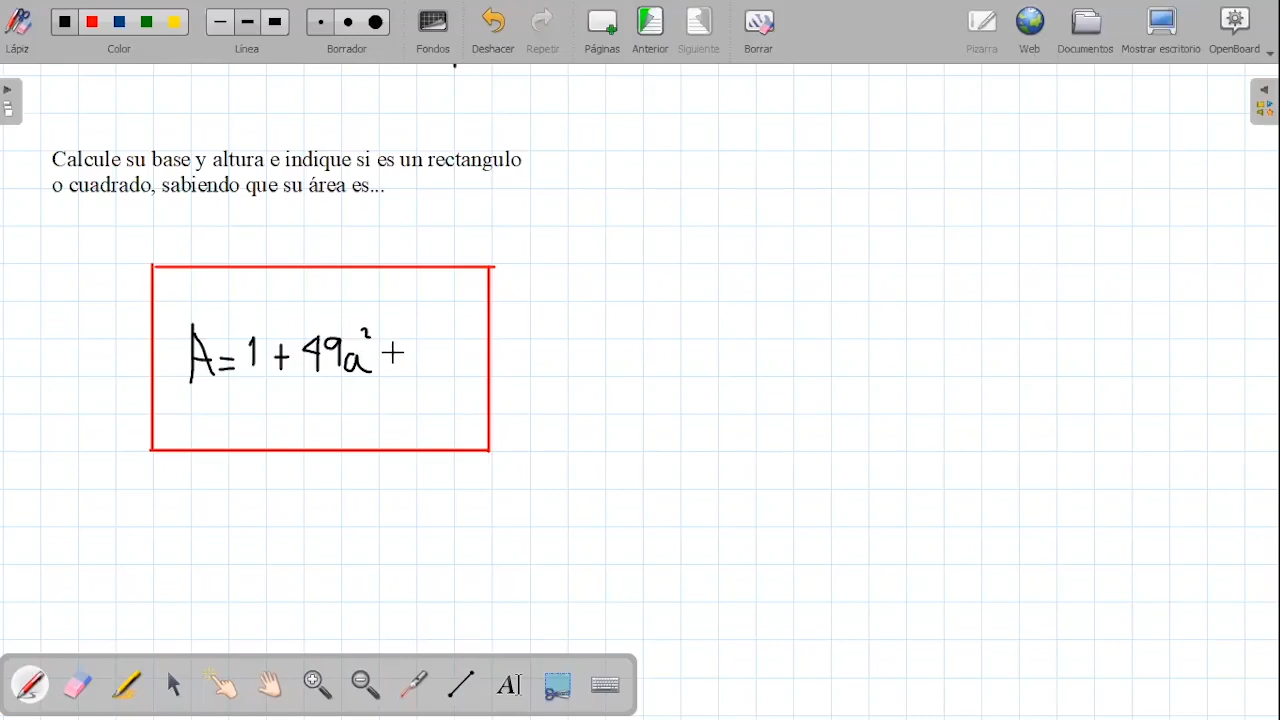 Lápiz Color Línea Borrador Fondos Deshacer Repetir Páginas Anterior Siguiente Borrar Pizarra Web Documentos Mostrar escritorio OpenBoard
Calcule su base y altura e indique si es un rectangulo
o cuadrado, sabiendo que su área es...
A = 1 + 49a² +